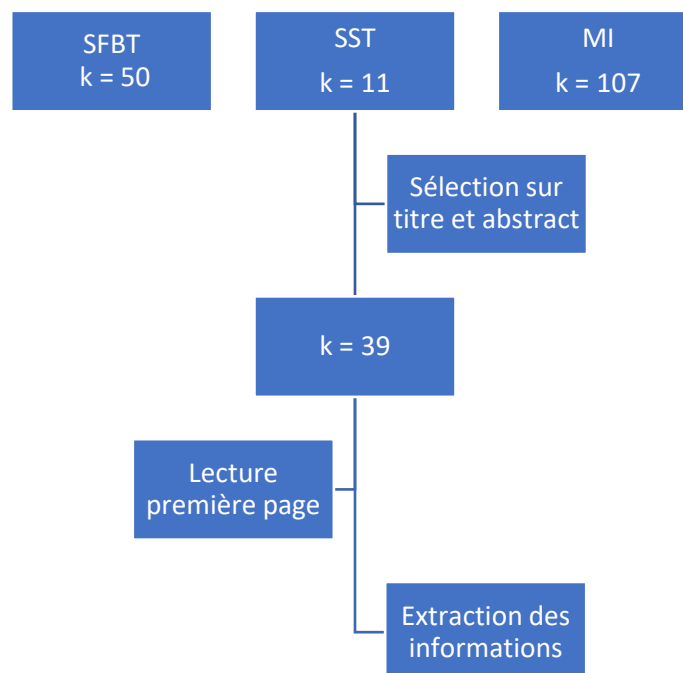 SFBT
k = 50
SST
k = 11
MI
k = 107
Sélection sur
titre et abstract
k = 39
Lecture
première page
Extraction des
informations